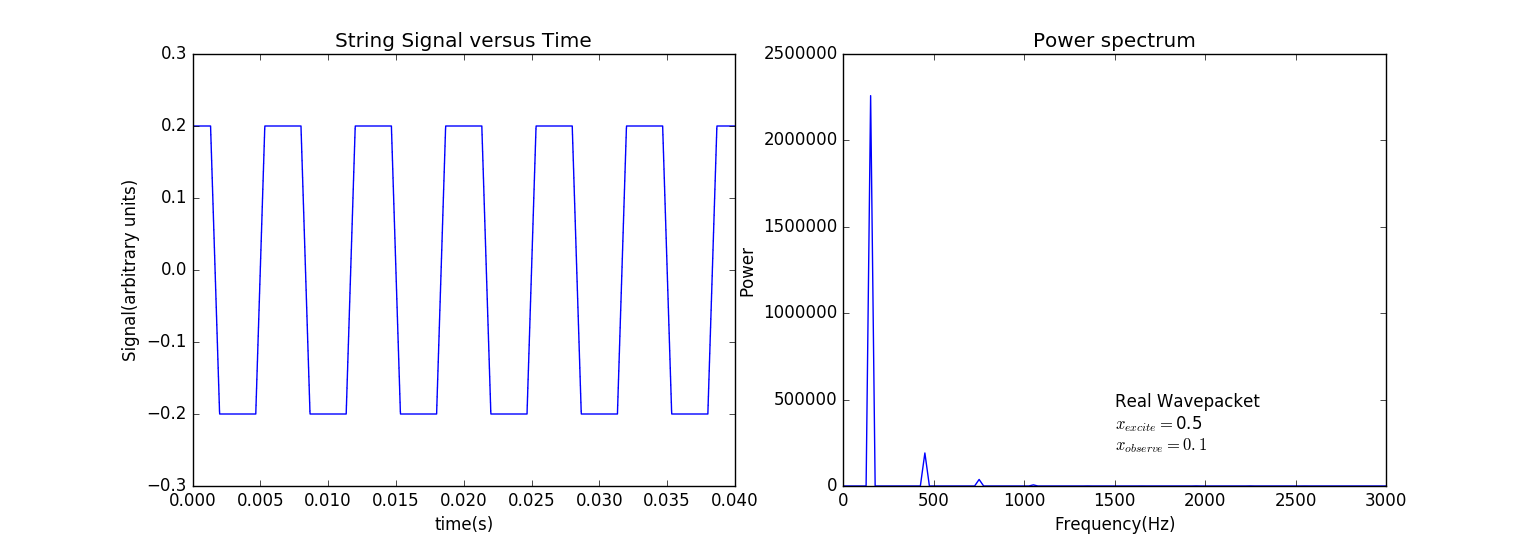 String Signal versus Time
0.3
0.2
0.1
0.0
−0.1
−0.2
−0.3
Signal(arbitrary units)
0.000 0.005 0.010 0.015 0.020 0.025 0.030 0.035 0.040
time(s)
Power spectrum
2500000
2000000
1500000
1000000
500000
0
Power
Real Wavepacket
x_excite = 0.5
x_observe = 0.1
0 500 1000 1500 2000 2500 3000
Frequency(Hz)